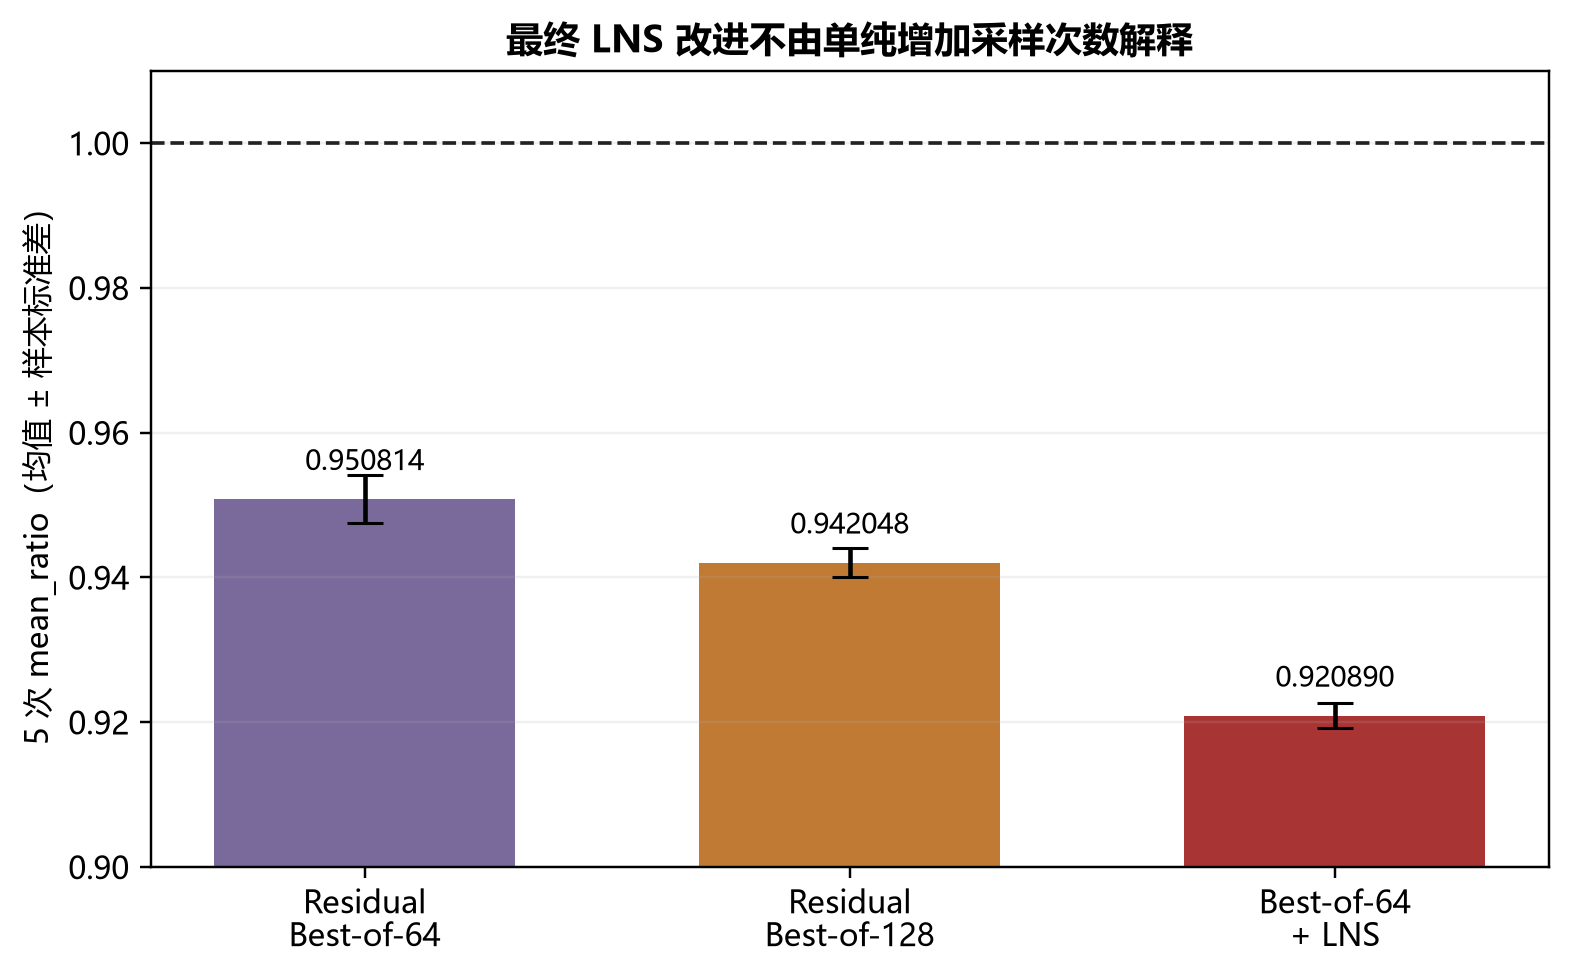 最终 LNS 改进不由单纯增加采样次数解释
5 次 mean_ratio（均值 ± 样本标准差）
1.00
0.98
0.96
0.94
0.92
0.90
0.950814
0.942048
0.920890
Residual
Best-of-64
Residual
Best-of-128
Best-of-64
+ LNS